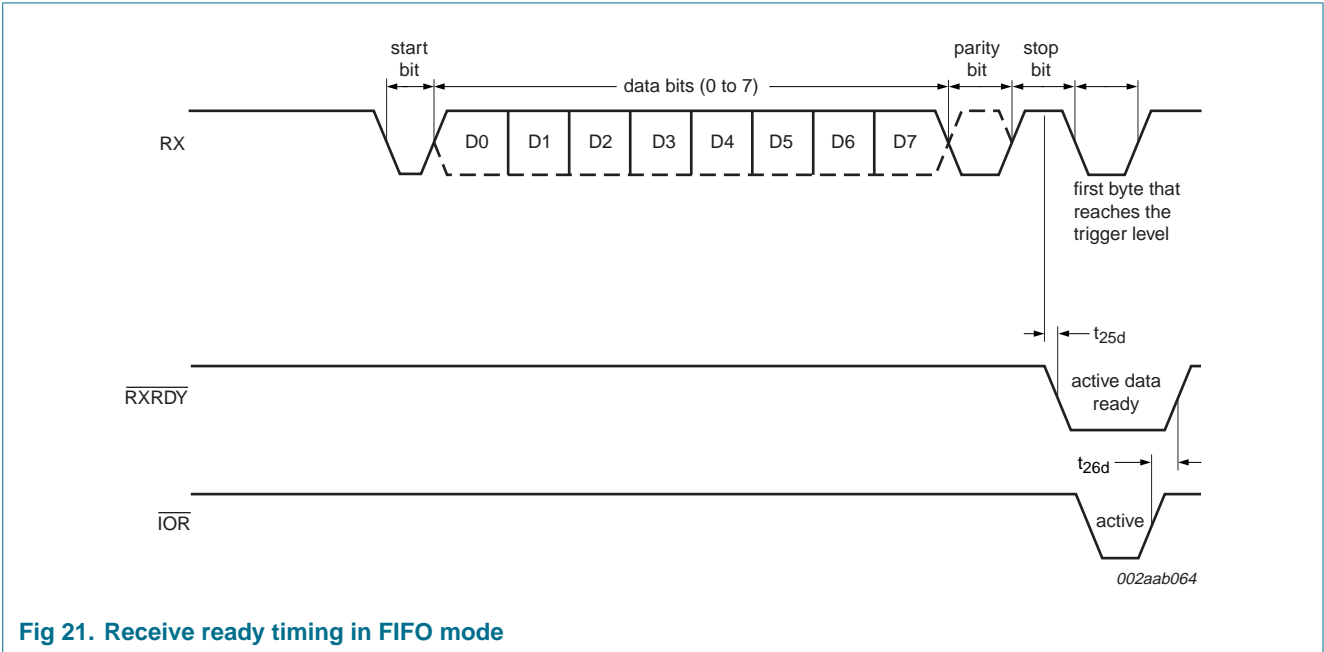 start
bit
data bits (0 to 7)
parity
bit
stop
bit
RX
D0 D1 D2 D3 D4 D5 D6 D7
first byte that
reaches the
trigger level
t25d
RXRDY
active data
ready
t26d
IOR
active
002aab064
Fig 21. Receive ready timing in FIFO mode